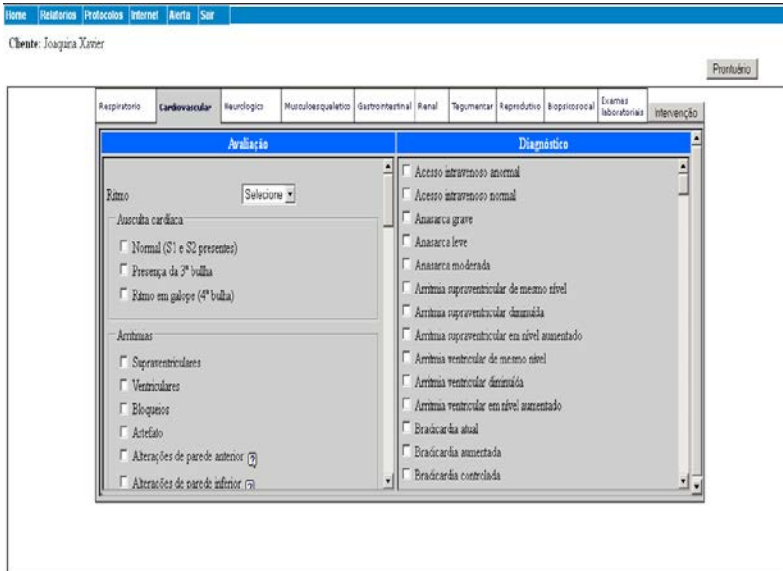 Home Relatorios Protocolos Internet Alerta Sair
Cliente: Joaquina Xavier
Prontuário
Respiratorio Cardiovascular Neurologico Musculoesqueletico Gastrointestinal Renal Tegumentar Reprodutivo Biopsicosocial Exames laboratoriais Intervenção
Avaliação
Ritmo Selecione
Ausculta cardíaca
Normal (S1 e S2 presentes)
Presença da 3ª bulha
Ritmo em galope (4ª bulha)
Arritmias
Supraventriculares
Ventriculares
Bloqueios
Artefato
Alterações de parede anterior ?
Alterações de parede inferior ?
Diagnóstico
Acesso intravenoso anormal
Acesso intravenoso normal
Anasarca grave
Anasarca leve
Anasarca moderada
Arritmia supraventricular de mesmo nível
Arritmia supraventricular diminuída
Arritmia supraventricular em nível aumentado
Arritmia ventricular de mesmo nível
Arritmia ventricular diminuída
Arritmia ventricular em nível aumentado
Bradicardia atual
Bradicardia aumentada
Bradicardia controlada